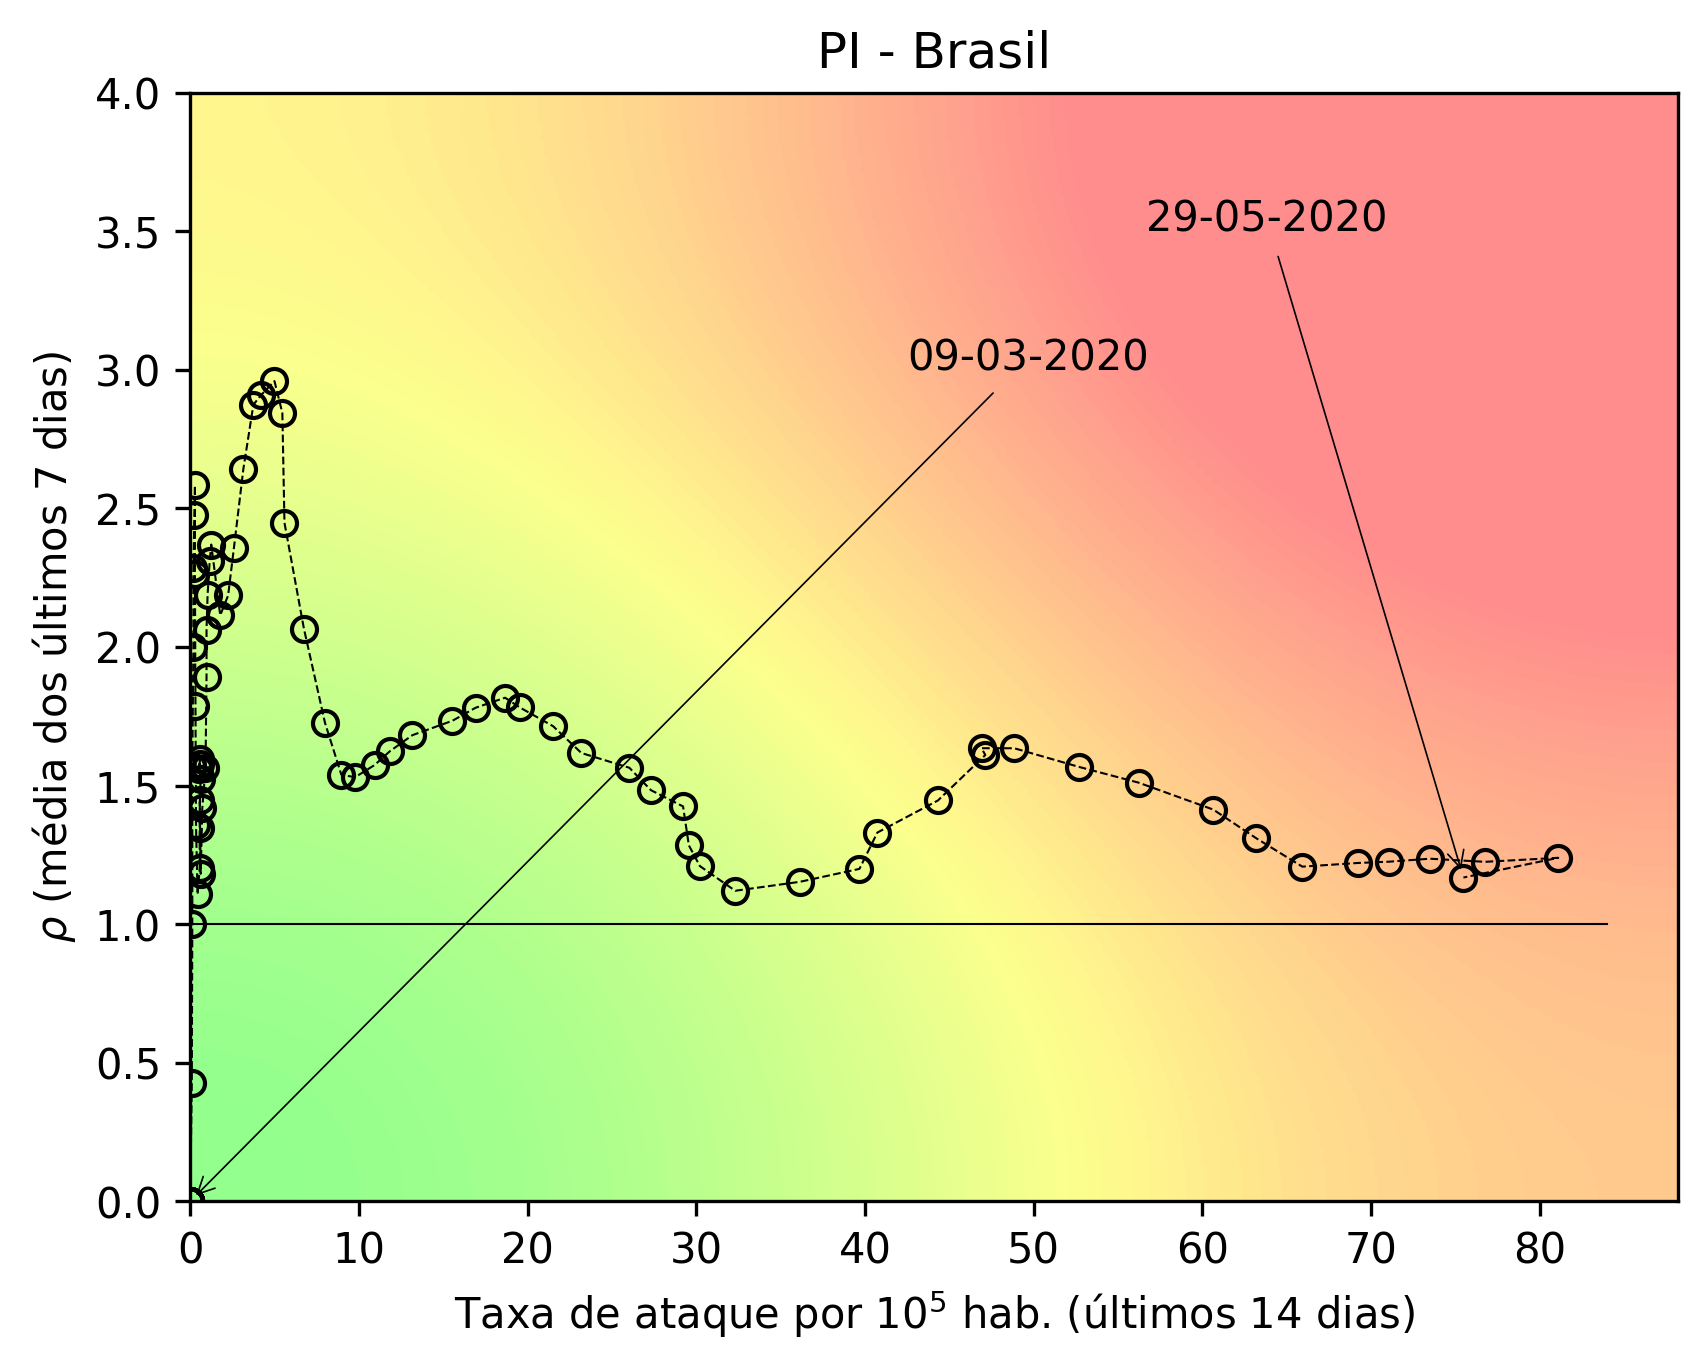 PI - Brasil
4.0
3.5
3.0
2.5
2.0
1.5
1.0
0.5
0.0
ρ (média dos últimos 7 dias)
29-05-2020
09-03-2020
0 10 20 30 40 50 60 70 80
Taxa de ataque por 10⁵ hab. (últimos 14 dias)